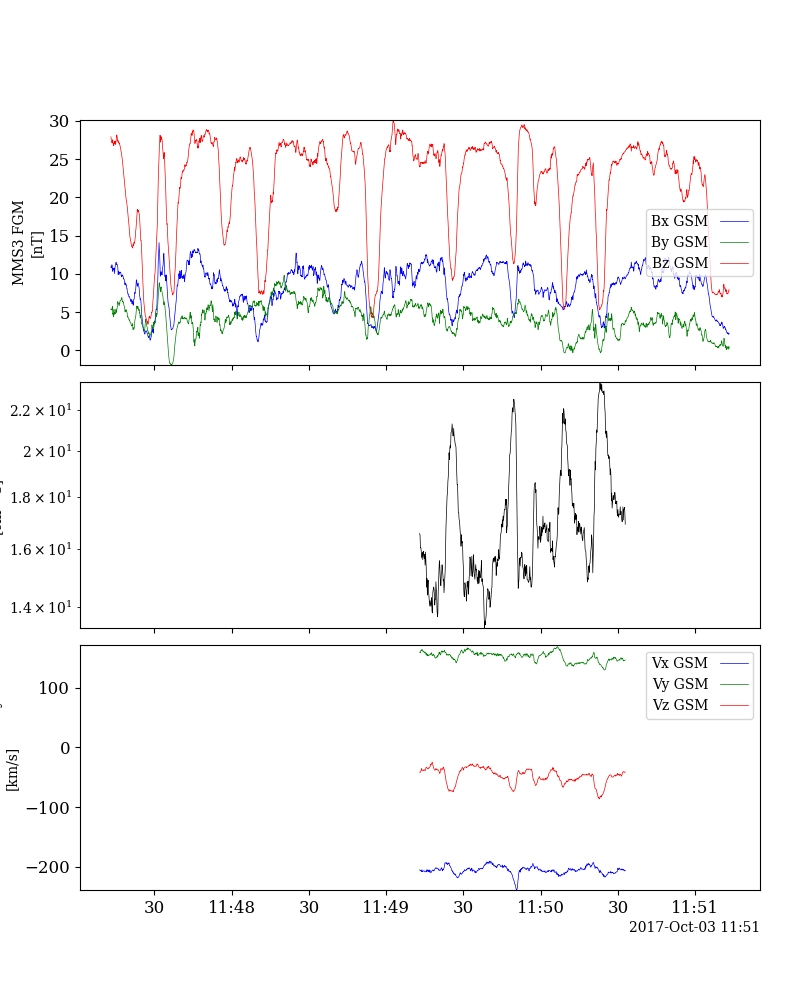 30
25
20
15
10
5
0
MMS3 FGM
[nT]
Bx GSM
By GSM
Bz GSM
2.2 × 10¹
2 × 10¹
1.8 × 10¹
1.6 × 10¹
1.4 × 10¹
100
0
−100
−200
[km/s]
Vx GSM
Vy GSM
Vz GSM
30 11:48 30 11:49 30 11:50 30 11:51
2017-Oct-03 11:51